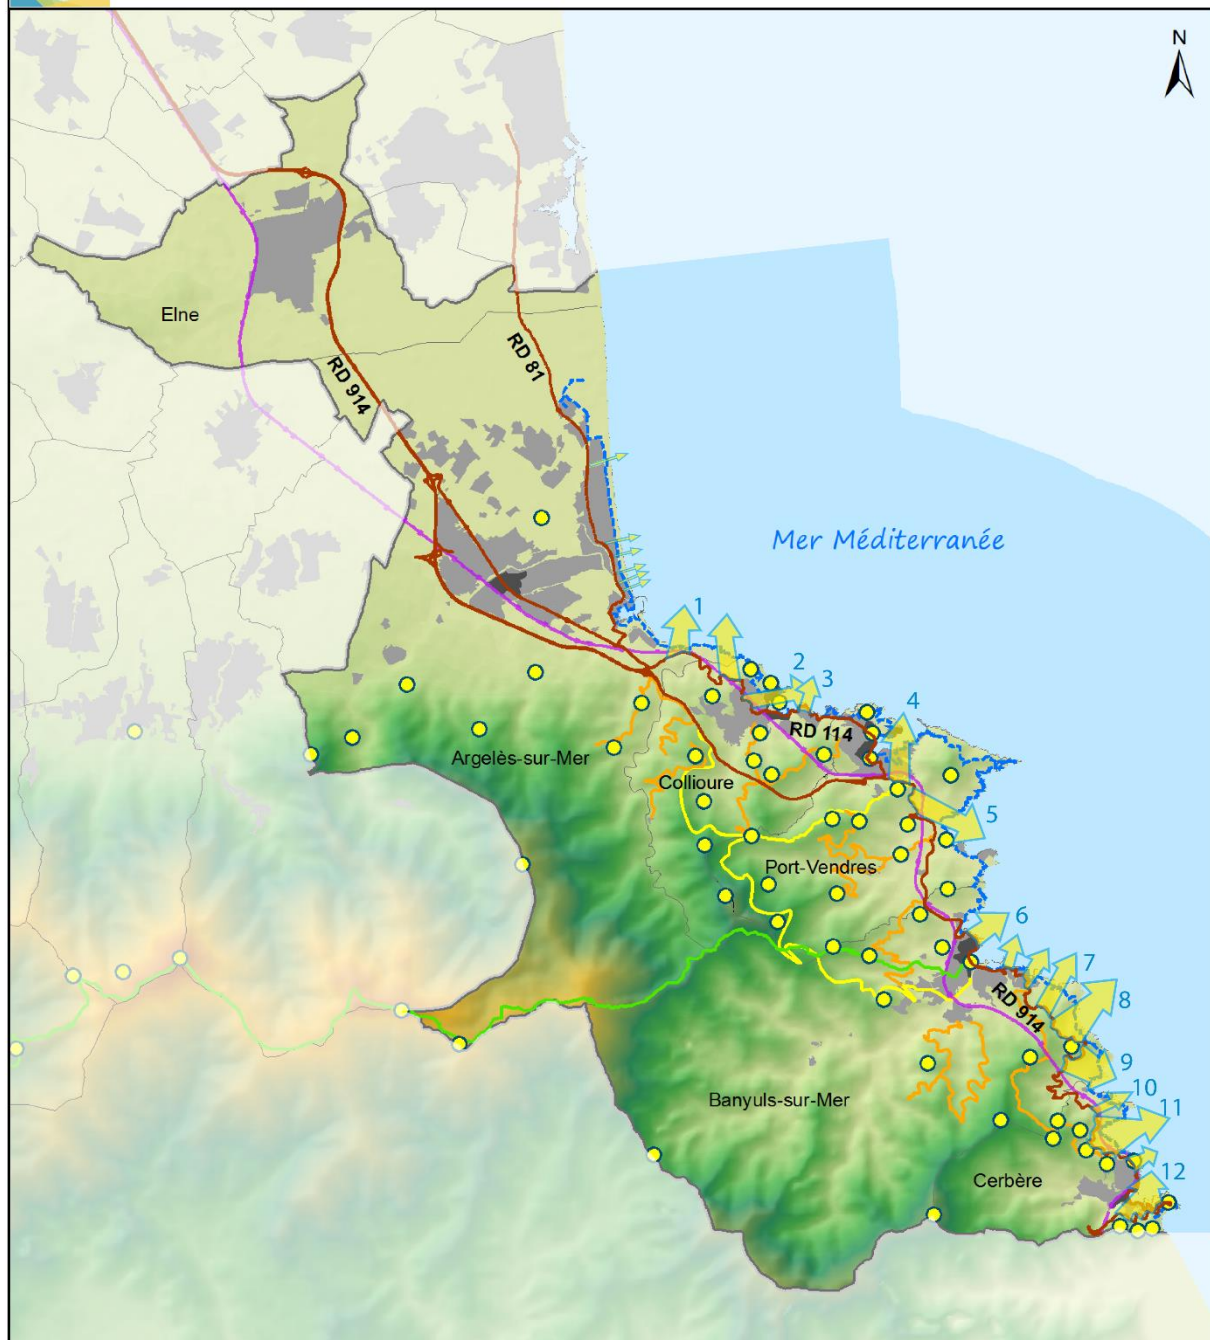 N
Elne
RD 81
RD 914
Mer Méditerranée
1
2
3
4
RD 114
Argelès-sur-Mer
Collioure
5
Port-Vendres
6
7
RD 914
8
9
Banyuls-sur-Mer
10
11
12
Cerbère